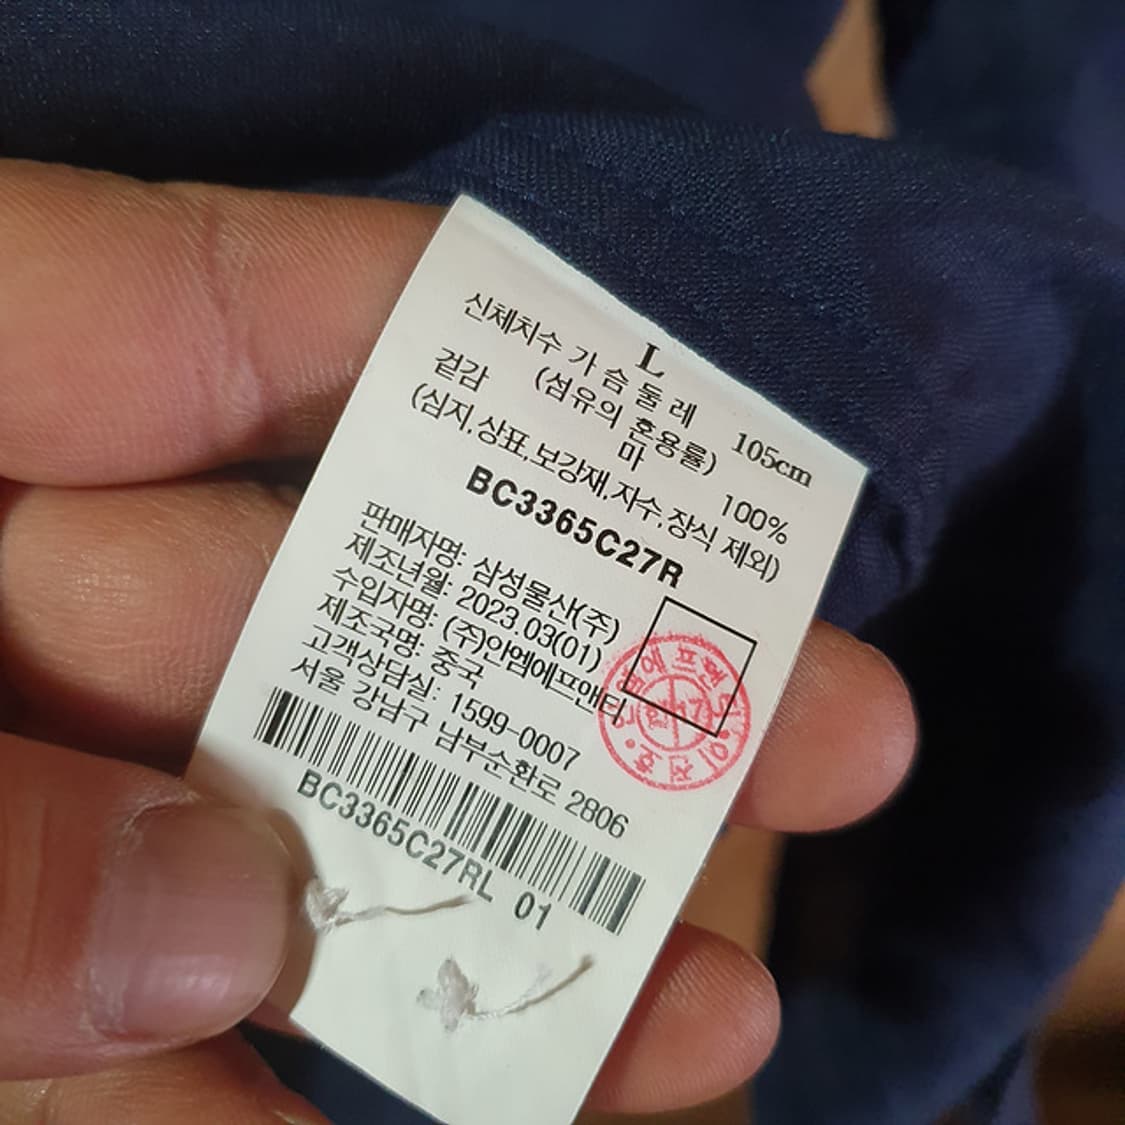 L
신체치수 가슴둘레 105cm
(섬유의 혼용률)
겉감 마 100%
(심지,상표,보강재,자수,장식 제외)
BC3365C27R
판매자명: 삼성물산(주)
제조년월: 2023.03(01)
수입자명: (주)안엠에프앤티
제조국명: 중국
고객상담실: 1599-0007
서울 강남구 남부순환로 2806
BC3365C27RL 01